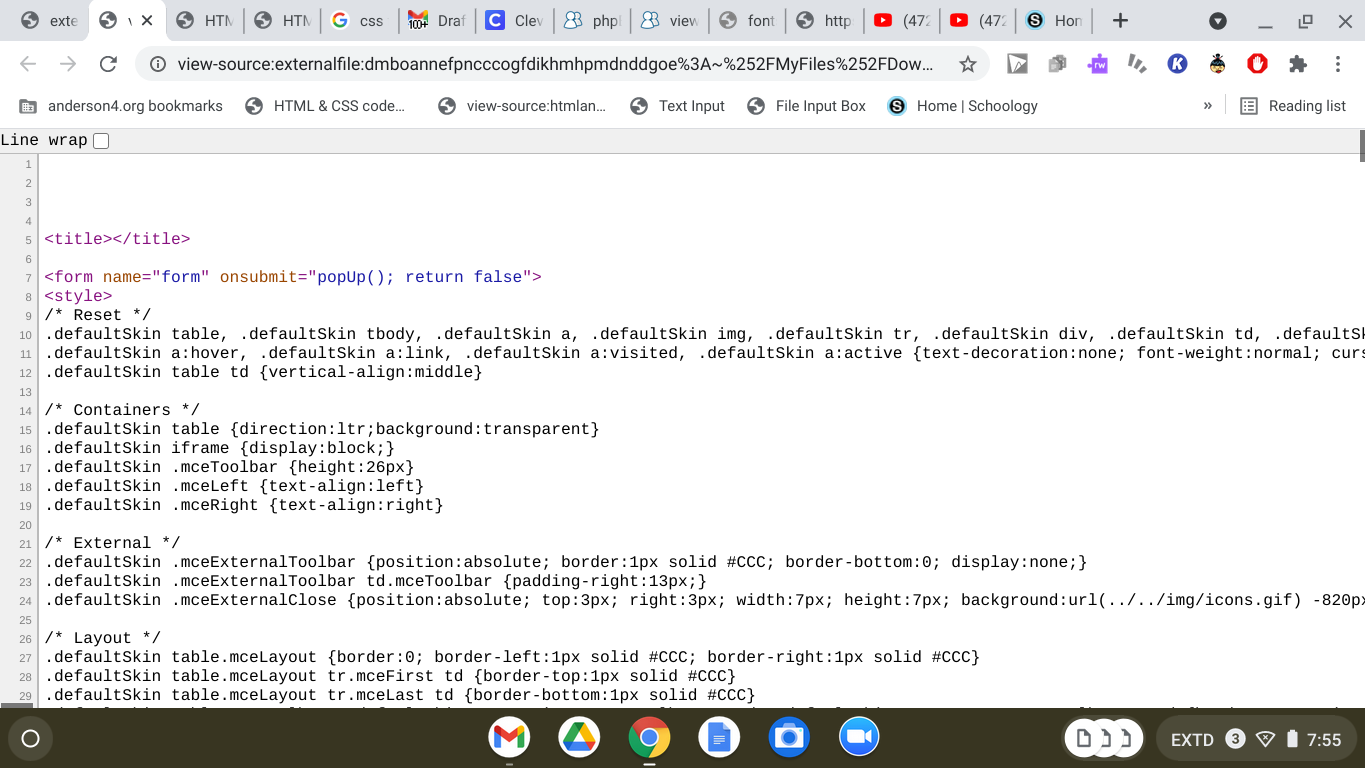 exte
HTM
HTM
css
100+ Draf
Clev
php
view
font
http
(472
(472
Hom
view-source:externalfile:dmboannefpncccogfdikhmhpmdnddgoe%3A~%252FMyFiles%252FDow...
anderson4.org bookmarks
HTML & CSS code...
view-source:htmlan...
Text Input
File Input Box
Home | Schoology
»
Reading list
Line wrap
1
2
3
4
5 <title></title>
6
7 <form name="form" onsubmit="popUp(); return false">
8 <style>
9 /* Reset */
10 .defaultSkin table, .defaultSkin tbody, .defaultSkin a, .defaultSkin img, .defaultSkin tr, .defaultSkin div, .defaultSkin td, .defaultSk
11 .defaultSkin a:hover, .defaultSkin a:link, .defaultSkin a:visited, .defaultSkin a:active {text-decoration:none; font-weight:normal; curs
12 .defaultSkin table td {vertical-align:middle}
13
14 /* Containers */
15 .defaultSkin table {direction:ltr;background:transparent}
16 .defaultSkin iframe {display:block;}
17 .defaultSkin .mceToolbar {height:26px}
18 .defaultSkin .mceLeft {text-align:left}
19 .defaultSkin .mceRight {text-align:right}
20
21 /* External */
22 .defaultSkin .mceExternalToolbar {position:absolute; border:1px solid #CCC; border-bottom:0; display:none;}
23 .defaultSkin .mceExternalToolbar td.mceToolbar {padding-right:13px;}
24 .defaultSkin .mceExternalClose {position:absolute; top:3px; right:3px; width:7px; height:7px; background:url(../../img/icons.gif) -820px
25
26 /* Layout */
27 .defaultSkin table.mceLayout {border:0; border-left:1px solid #CCC; border-right:1px solid #CCC}
28 .defaultSkin table.mceLayout tr.mceFirst td {border-top:1px solid #CCC}
29 .defaultSkin table.mceLayout tr.mceLast td {border-bottom:1px solid #CCC}
EXTD 3 7:55